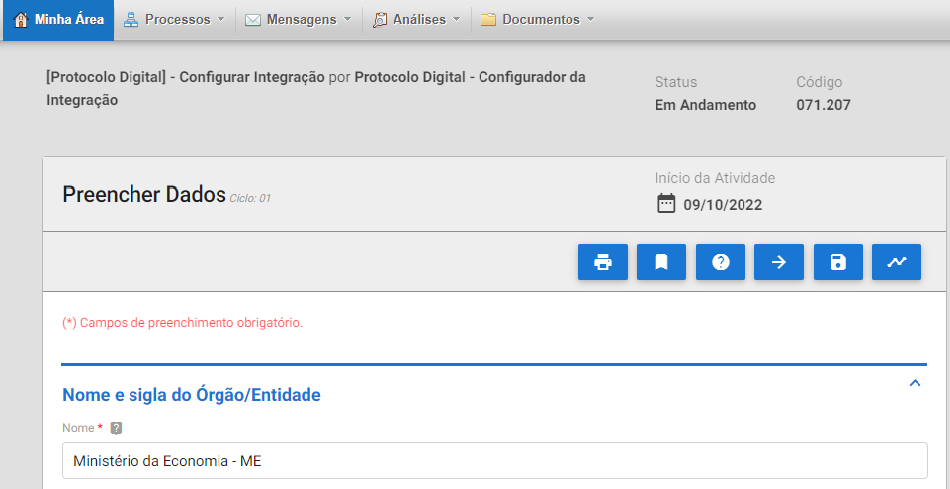 Minha Área Processos Mensagens Análises Documentos
[Protocolo Digital] - Configurar Integração por Protocolo Digital - Configurador da
Integração
Status Código
Em Andamento 071.207
Preencher Dados Ciclo: 01
Início da Atividade
09/10/2022
(*) Campos de preenchimento obrigatório.
Nome e sigla do Órgão/Entidade
Nome * ?
Ministério da Economia - ME